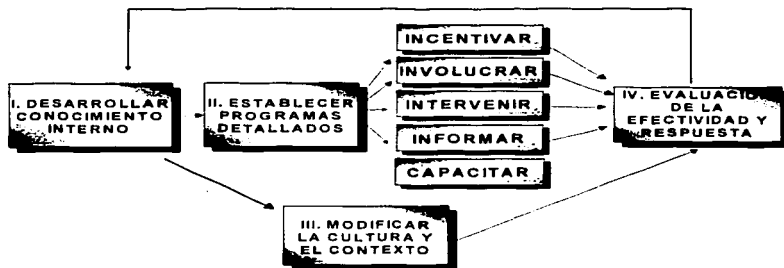 I. DESARROLLAR
CONOCIMIENTO
INTERNO
II. ESTABLECER
PROGRAMAS
DETALLADOS
INCENTIVAR
INVOLUCRAR
INTERVENIR
INFORMAR
CAPACITAR
III. MODIFICAR
LA CULTURA Y
EL CONTEXTO
IV. EVALUACION
DE LA
EFECTIVIDAD Y
RESPUESTA